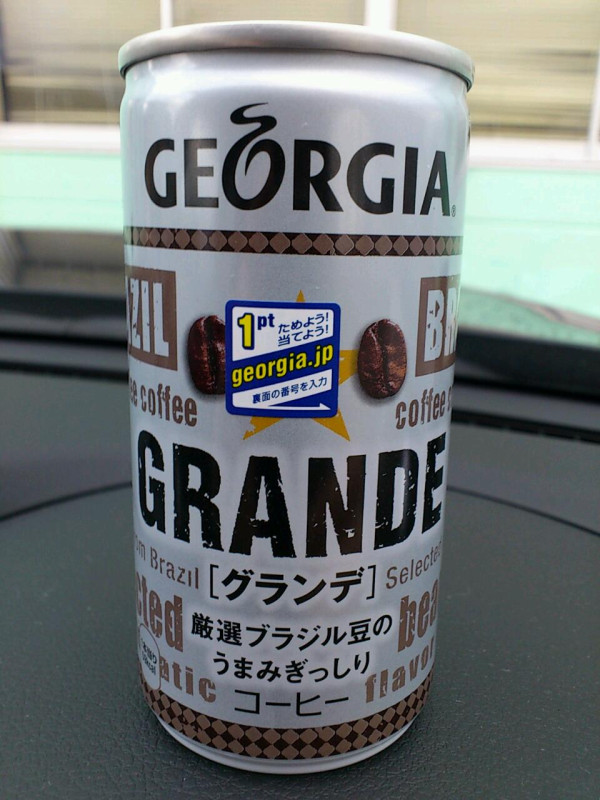 GEORGIA
1pt ためよう!
当てよう!
georgia.jp
裏面の番号を入力
ZIL
BR
coffee
coffee
GRANDE
om Brazil
[グランデ]
Selected
cted
厳選ブラジル豆の
うまみぎっしり
bea
atic
コーヒー
flavor